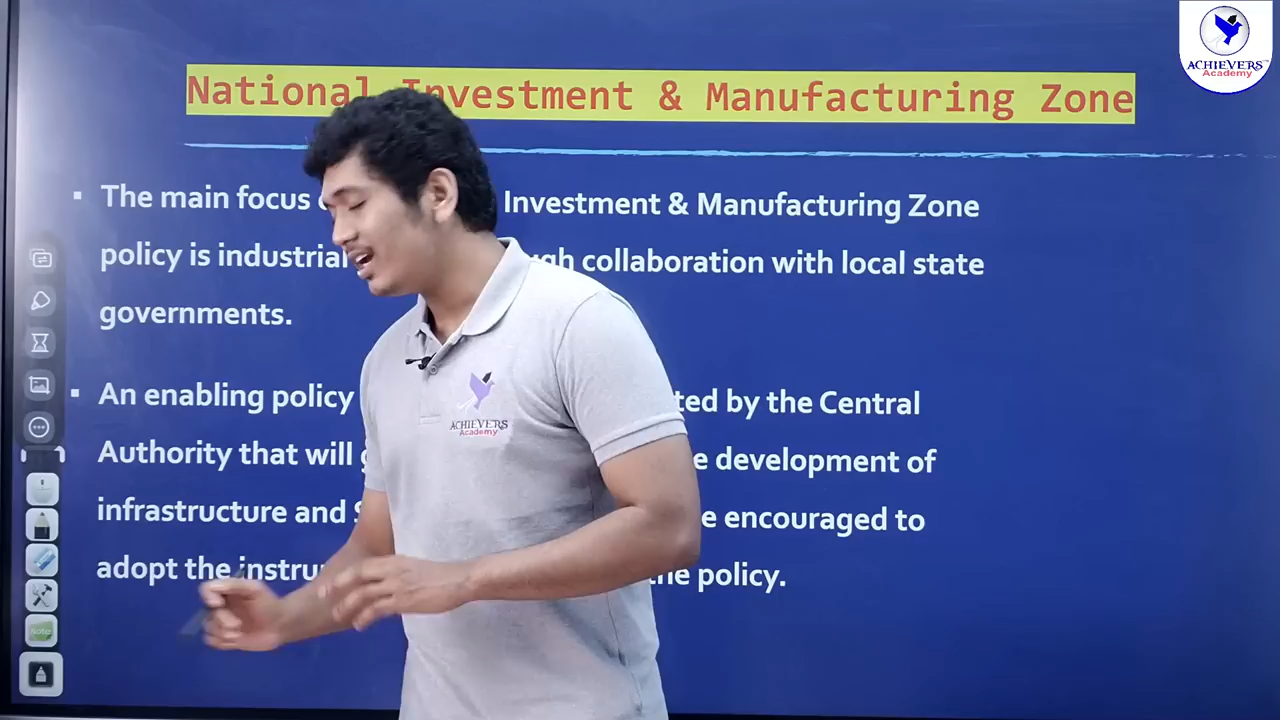 ACHIEVERS
Academy
National Investment & Manufacturing Zone
The main focus Investment & Manufacturing Zone
policy is industrial collaboration with local state
governments.
An enabling policy by the Central
Authority that will development of
infrastructure and encouraged to
adopt the policy.
ACHIEVERS
Academy
Note